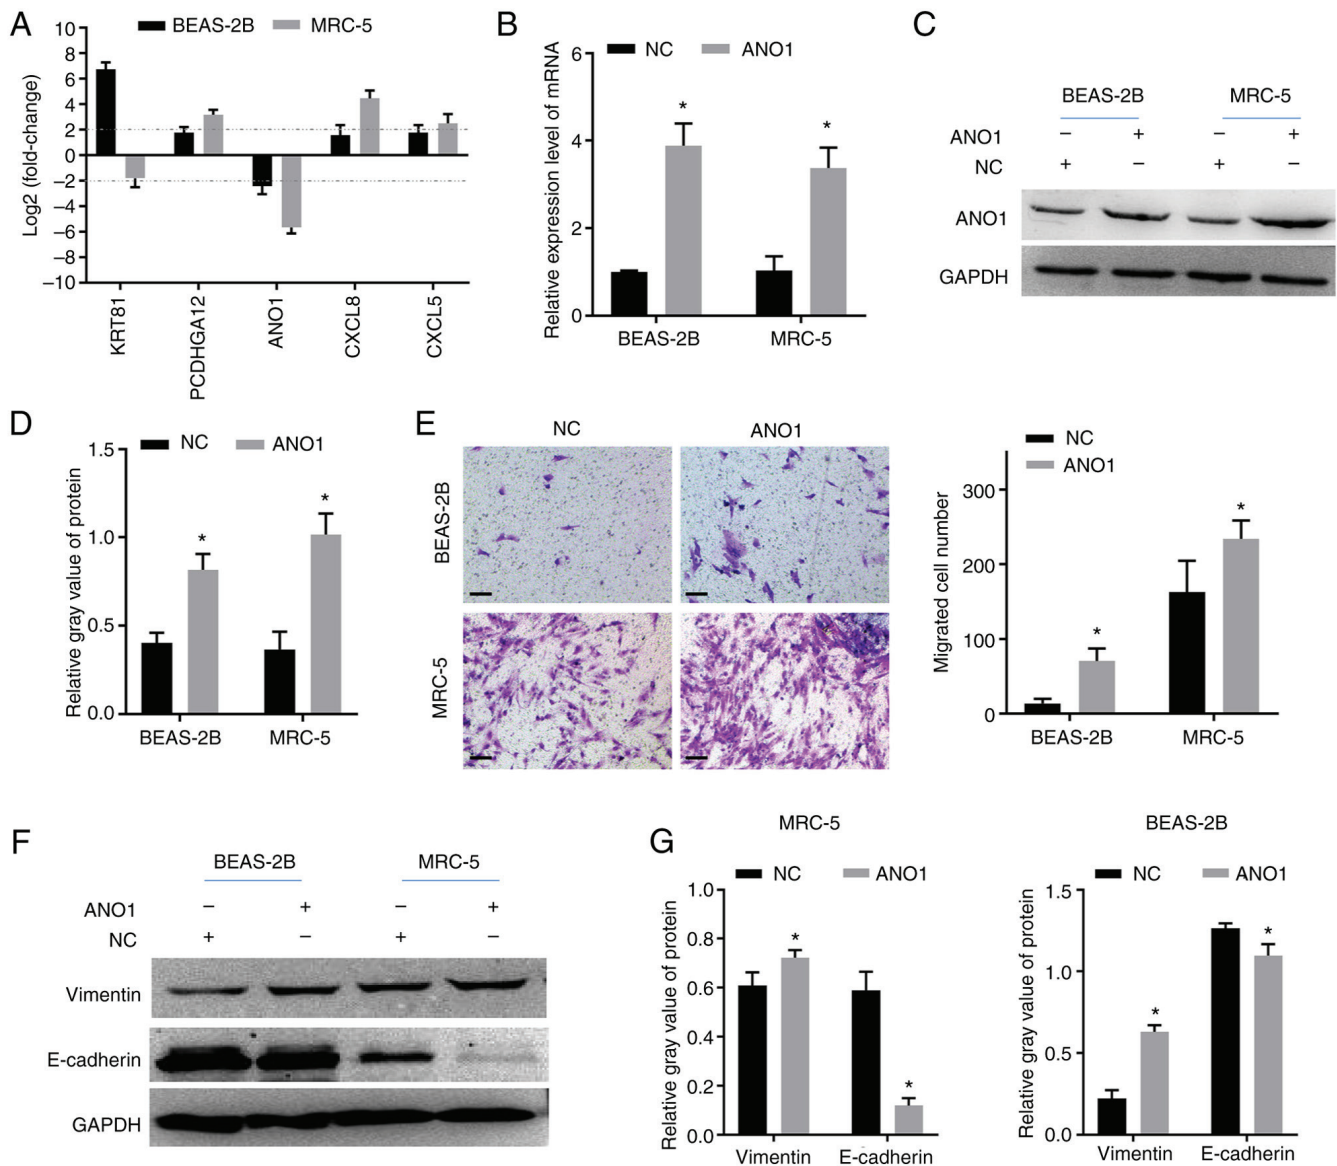 A
BEAS-2B MRC-5
Log2 (fold-change)
10
8
6
4
2
0
−2
−4
−6
−8
−10
KRT81
PCDHGA12
ANO1
CXCL8
CXCL5
B
NC ANO1
Relative expression level of mRNA
6
4
2
0
*
*
BEAS-2B MRC-5
C
BEAS-2B MRC-5
ANO1 − + − +
NC + − + −
ANO1
GAPDH
D
NC ANO1
Relative gray value of protein
1.5
1.0
0.5
0.0
*
*
BEAS-2B MRC-5
E
NC ANO1
BEAS-2B
MRC-5
NC
ANO1
Migrated cell number
300
200
100
0
*
*
BEAS-2B MRC-5
F
BEAS-2B MRC-5
ANO1 − + − +
NC + − + −
Vimentin
E-cadherin
GAPDH
G
MRC-5
NC ANO1
Relative gray value of protein
1.0
0.8
0.6
0.4
0.2
0.0
*
*
Vimentin E-cadherin
BEAS-2B
NC ANO1
Relative gray value of protein
1.5
1.0
0.5
0.0
*
*
Vimentin E-cadherin